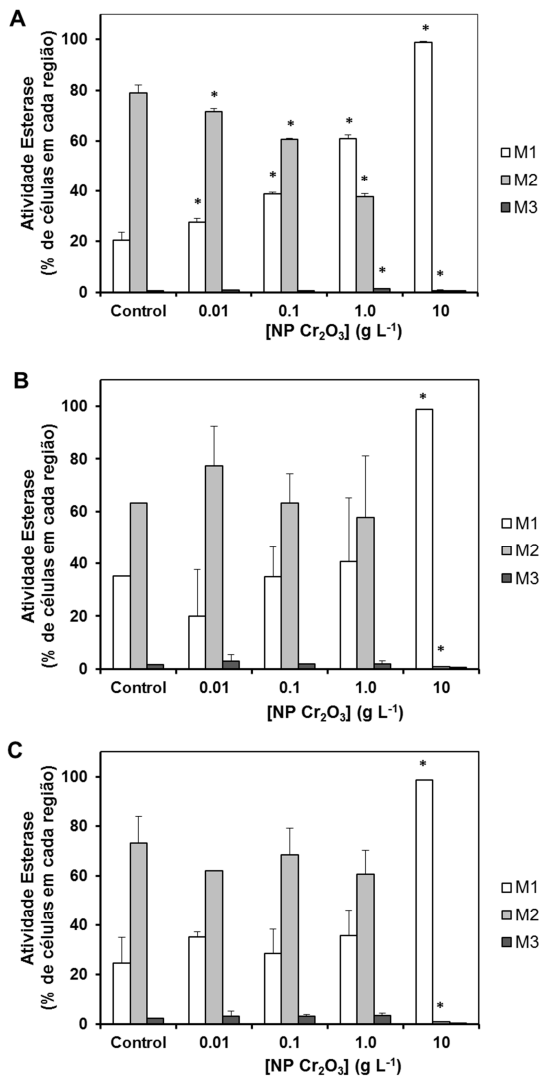 A
Atividade Esterase
(% de células em cada região)
100
80
60
40
20
0
* * * * * * * * *
Control 0.01 0.1 1.0 10
[NP Cr₂O₃] (g L⁻¹)
M1
M2
M3
B
Atividade Esterase
(% de células em cada região)
100
80
60
40
20
0
* *
Control 0.01 0.1 1.0 10
[NP Cr₂O₃] (g L⁻¹)
M1
M2
M3
C
Atividade Esterase
(% de células em cada região)
100
80
60
40
20
0
* *
Control 0.01 0.1 1.0 10
[NP Cr₂O₃] (g L⁻¹)
M1
M2
M3